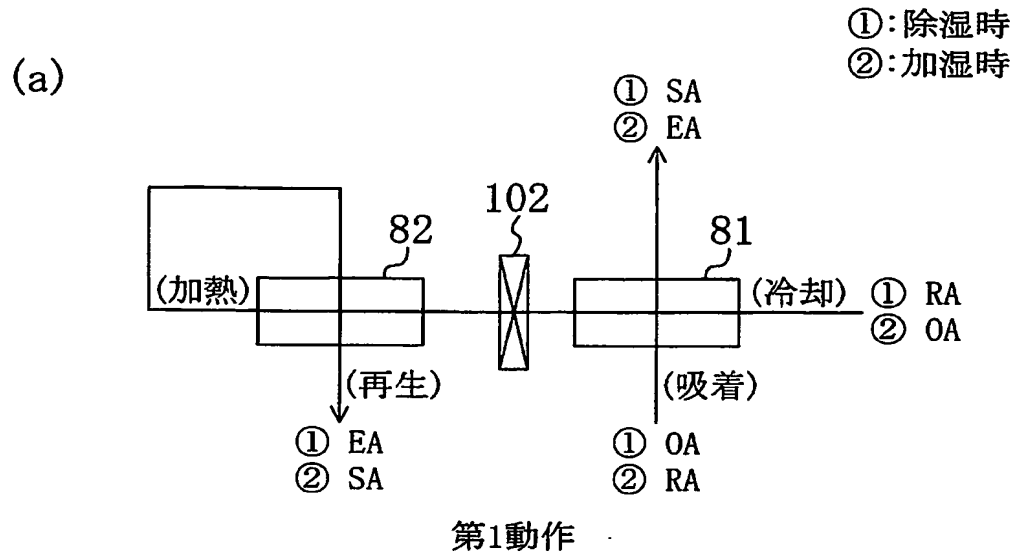 ①:除湿時
②:加湿時
(a)
① SA
② EA
102
82
81
(加熱)
(冷却)
① RA
② OA
(再生)
(吸着)
① EA
② SA
① OA
② RA
第1動作